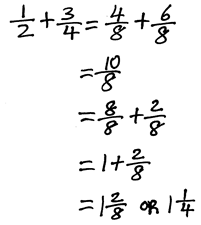 1/2 + 3/4 = 4/8 + 6/8
= 10/8
= 8/8 + 2/8
= 1 + 2/8
= 1 2/8 OR 1 1/4